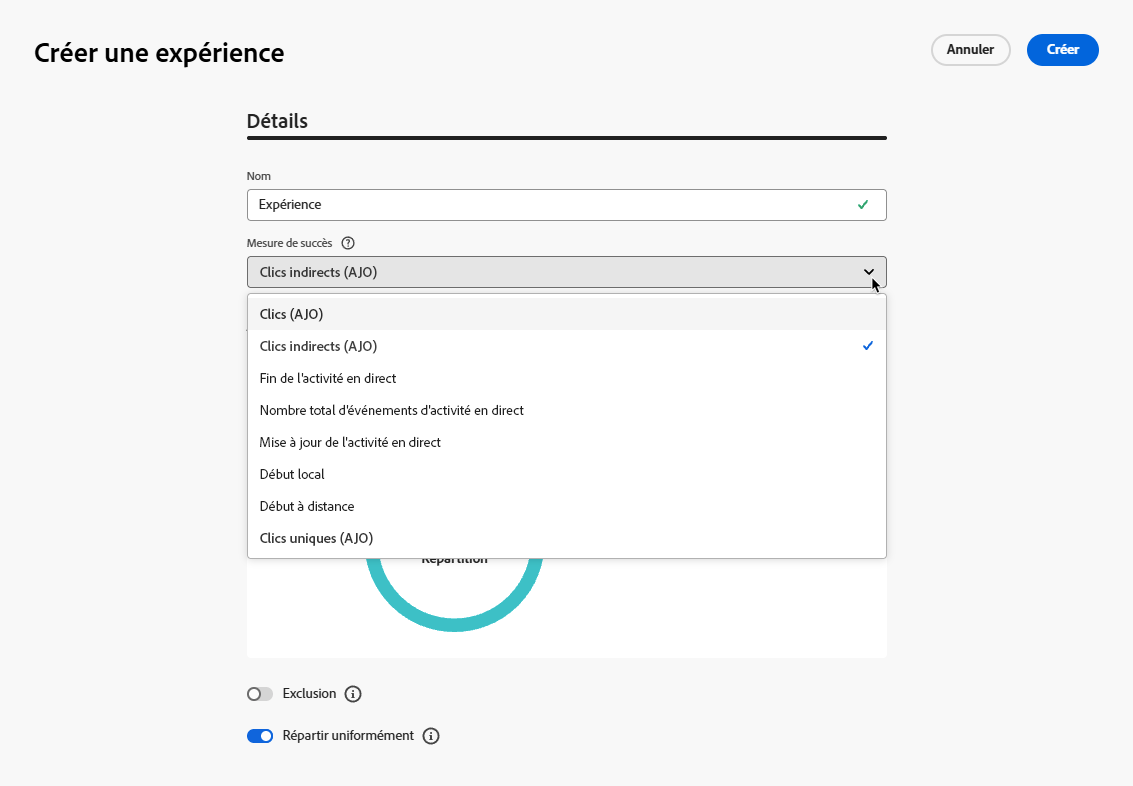 Créer une expérience
Annuler
Créer
Détails
Nom
Expérience
Mesure de succès
Clics indirects (AJO)
Clics (AJO)
Clics indirects (AJO)
Fin de l'activité en direct
Nombre total d'événements d'activité en direct
Mise à jour de l'activité en direct
Début local
Début à distance
Clics uniques (AJO)
Répartition
Exclusion
Répartir uniformément